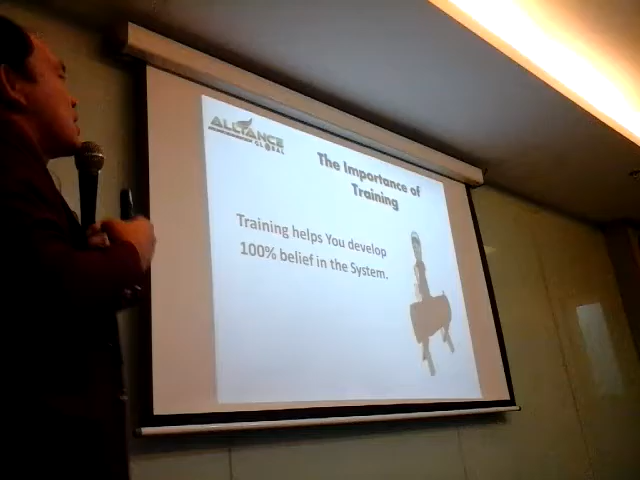 ALLIANCE
GLOBAL
The Importance of
Training
Training helps You develop
100% belief in the System.